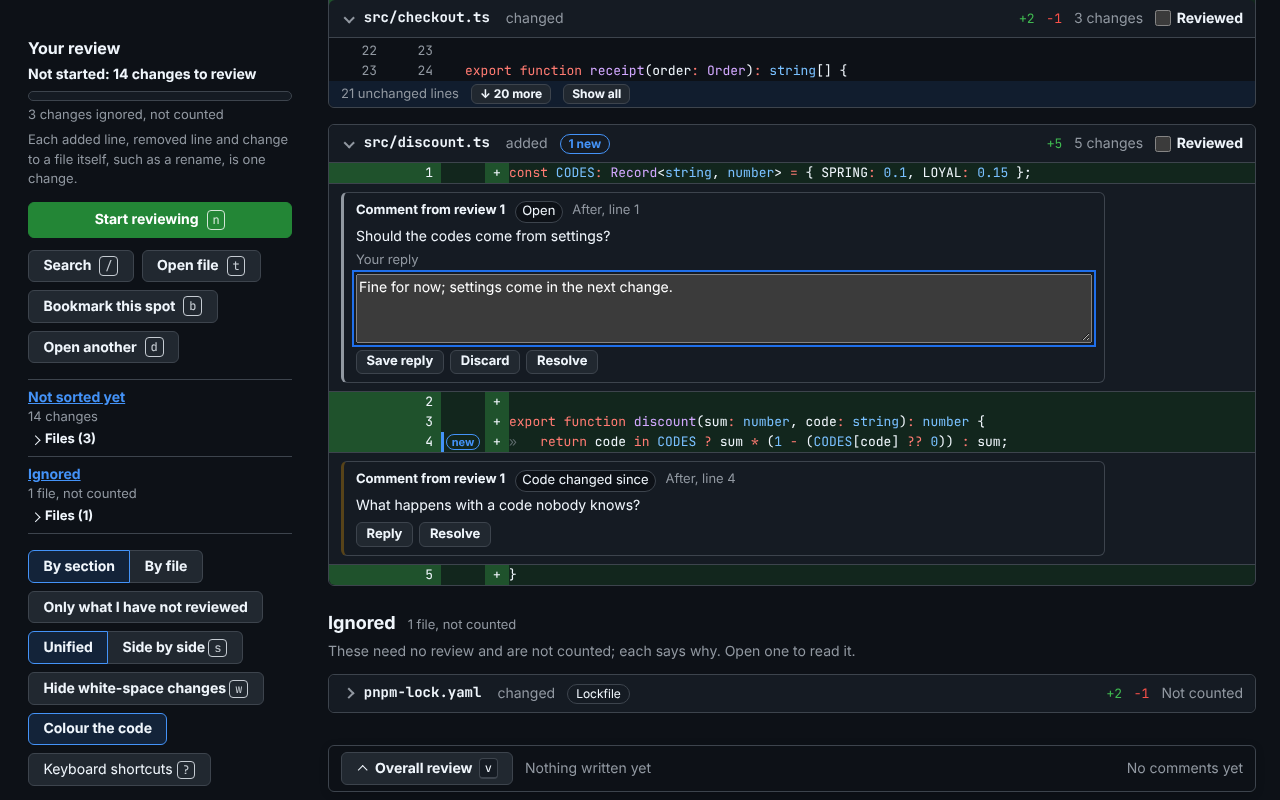 Your review
Not started: 14 changes to review
3 changes ignored, not counted
Each added line, removed line and change
to a file itself, such as a rename, is one
change.
Start reviewing n
Search / Open file t
Bookmark this spot b
Open another d
Not sorted yet
14 changes
Files (3)
Ignored
1 file, not counted
Files (1)
By section By file
Only what I have not reviewed
Unified Side by side s
Hide white-space changes w
Colour the code
Keyboard shortcuts ?
src/checkout.ts changed +2 -1 3 changes Reviewed
22 23
23 24 export function receipt(order: Order): string[] {
21 unchanged lines ↓ 20 more Show all
src/discount.ts added 1 new +5 5 changes Reviewed
1 + const CODES: Record<string, number> = { SPRING: 0.1, LOYAL: 0.15 };
Comment from review 1 Open After, line 1
Should the codes come from settings?
Your reply
Fine for now; settings come in the next change.
Save reply Discard Resolve
2 +
3 + export function discount(sum: number, code: string): number {
4 new + » return code in CODES ? sum * (1 - (CODES[code] ?? 0)) : sum;
Comment from review 1 Code changed since After, line 4
What happens with a code nobody knows?
Reply Resolve
5 + }
Ignored 1 file, not counted
These need no review and are not counted; each says why. Open one to read it.
pnpm-lock.yaml changed Lockfile +2 -1 Not counted
Overall review v Nothing written yet No comments yet